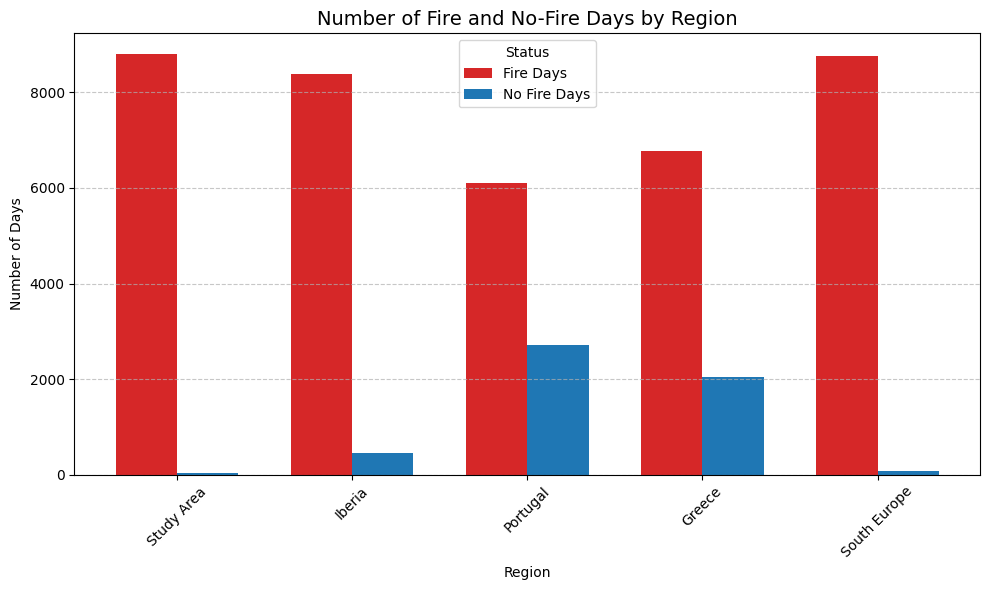 Number of Fire and No-Fire Days by Region
Status
Fire Days
No Fire Days
Number of Days
8000
6000
4000
2000
0
Study Area
Iberia
Portugal
Greece
South Europe
Region